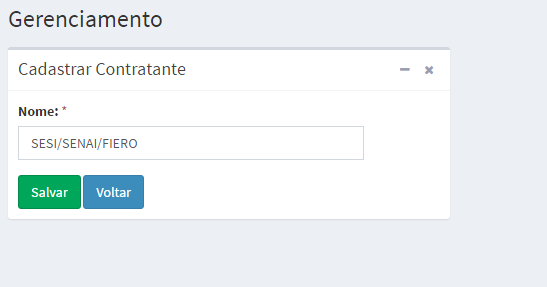 Gerenciamento
Cadastrar Contratante
Nome: *
SESI/SENAI/FIERO
Salvar Voltar